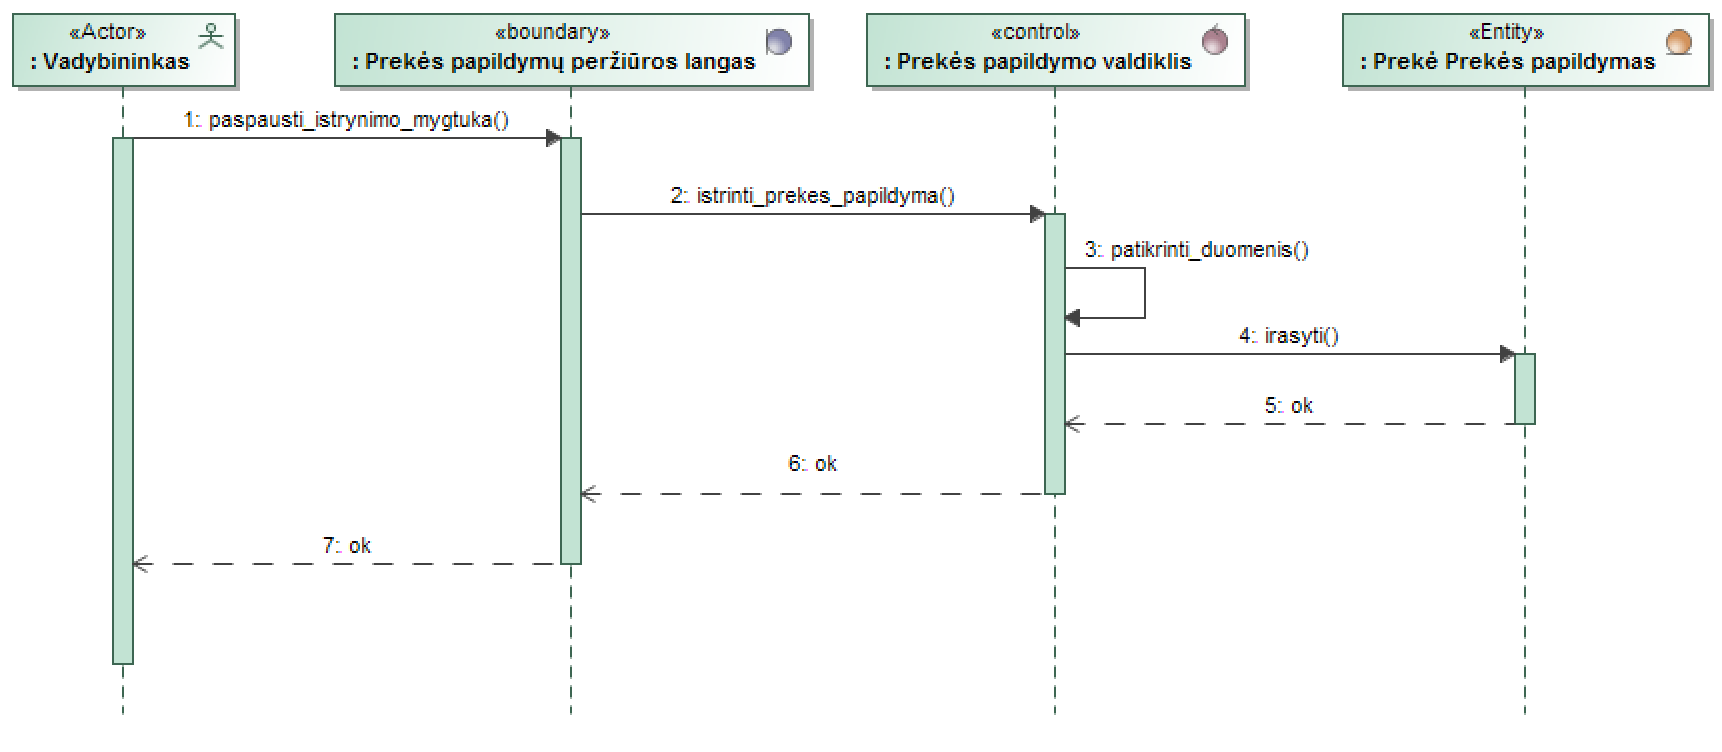 «Actor»
: Vadybininkas
«boundary»
: Prekės papildymų peržiūros langas
«control»
: Prekės papildymo valdiklis
«Entity»
: Prekė Prekės papildymas
1: paspausti_istrynimo_mygtuka()
2: istrinti_prekes_papildyma()
3: patikrinti_duomenis()
4: irasyti()
5: ok
6: ok
7: ok